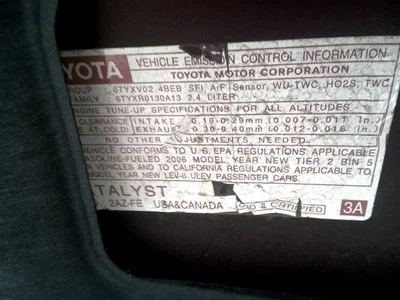 VEHICLE EMISSION CONTROL INFORMATION
YOTA TOYOTA MOTOR CORPORATION
OUP : 6TYXV02.4BEB SFI, A/F Sensor, WU-TWC, HO2S, TWC
FAMILY : 6TYXR0130A13 2.4 LITER
TUNE-UP SPECIFICATIONS FOR ALL ALTITUDES
CLEARANCE INTAKE 0.19-0.29mm (0.007-0.011 in.)
AT COLD) EXHAUST 0.30-0.40mm (0.012-0.016 in.)
NO OTHER ADJUSTMENTS NEEDED.
VEHICLE CONFORMS TO U.S. EPA REGULATIONS APPLICABLE
GASOLINE-FUELED 2006 MODEL YEAR NEW TIER 2 BIN 5
VEHICLES AND TO CALIFORNIA REGULATIONS APPLICABLE TO
MODEL YEAR NEW LEV-II ULEV PASSENGER CARS.
TALYST
2AZ-FE USA&CANADA II CERTIFIED 3A